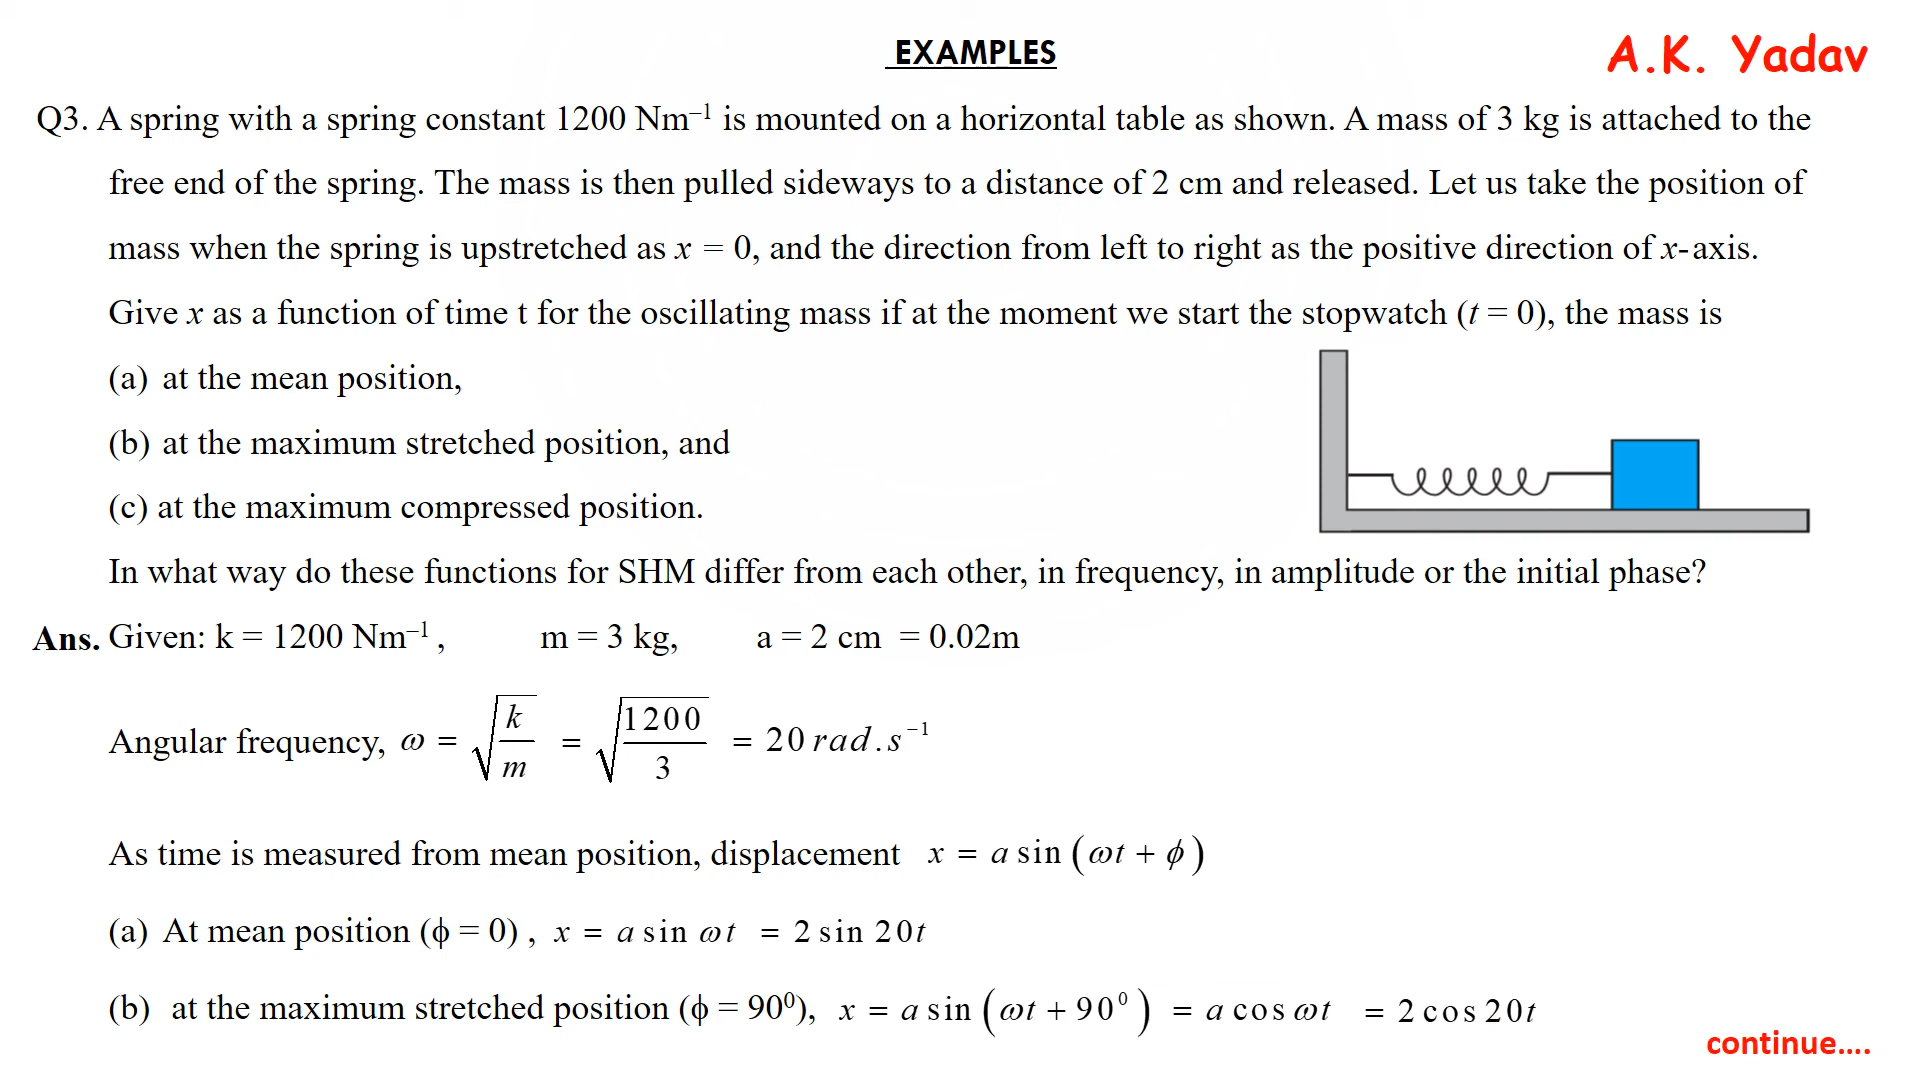 EXAMPLES
A.K. Yadav
Q3. A spring with a spring constant 1200 Nm⁻¹ is mounted on a horizontal table as shown. A mass of 3 kg is attached to the
free end of the spring. The mass is then pulled sideways to a distance of 2 cm and released. Let us take the position of
mass when the spring is upstretched as x = 0, and the direction from left to right as the positive direction of x-axis.
Give x as a function of time t for the oscillating mass if at the moment we start the stopwatch (t = 0), the mass is
(a) at the mean position,
(b) at the maximum stretched position, and
(c) at the maximum compressed position.
In what way do these functions for SHM differ from each other, in frequency, in amplitude or the initial phase?
Ans. Given: k = 1200 Nm⁻¹ , m = 3 kg, a = 2 cm = 0.02m
Angular frequency, ω = √(k/m) = √(1200/3) = 20 rad.s⁻¹
As time is measured from mean position, displacement x = a sin (ωt + ϕ)
(a) At mean position (ϕ = 0) , x = a sin ωt = 2 sin 20t
(b) at the maximum stretched position (ϕ = 90⁰), x = a sin (ωt + 90⁰) = a cos ωt = 2 cos 20t
continue....